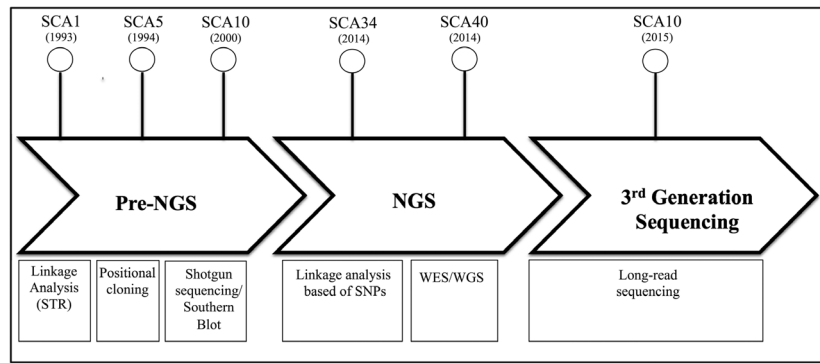 SCA1
(1993)
SCA5
(1994)
SCA10
(2000)
SCA34
(2014)
SCA40
(2014)
SCA10
(2015)
Pre-NGS
NGS
3rd Generation
Sequencing
Linkage
Analysis
(STR)
Positional
cloning
Shotgun
sequencing/
Southern
Blot
Linkage analysis
based of SNPs
WES/WGS
Long-read
sequencing